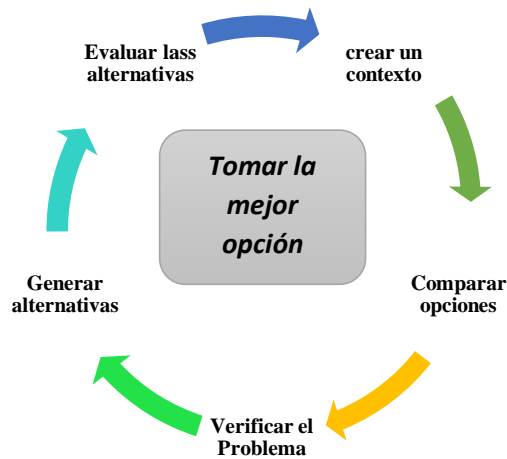 Evaluar lass
alternativas
crear un
contexto
Tomar la
mejor
opción
Generar
alternativas
Comparar
opciones
Verificar el
Problema